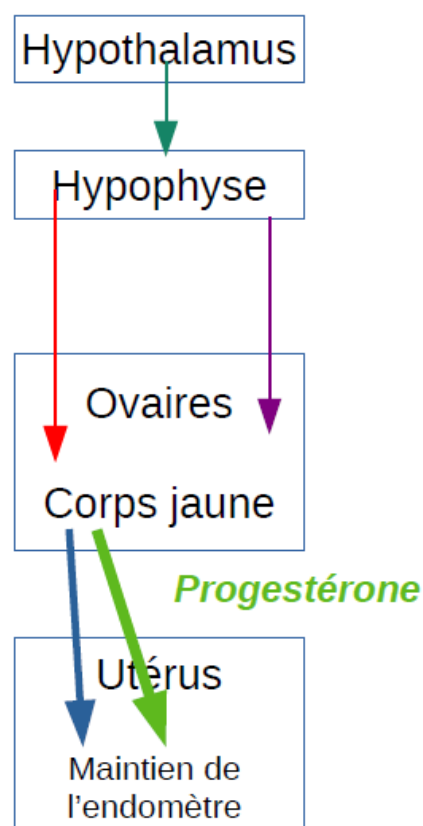 Hypothalamus
Hypophyse
Ovaires
Corps jaune
Progestérone
Utérus
Maintien de
l'endomètre